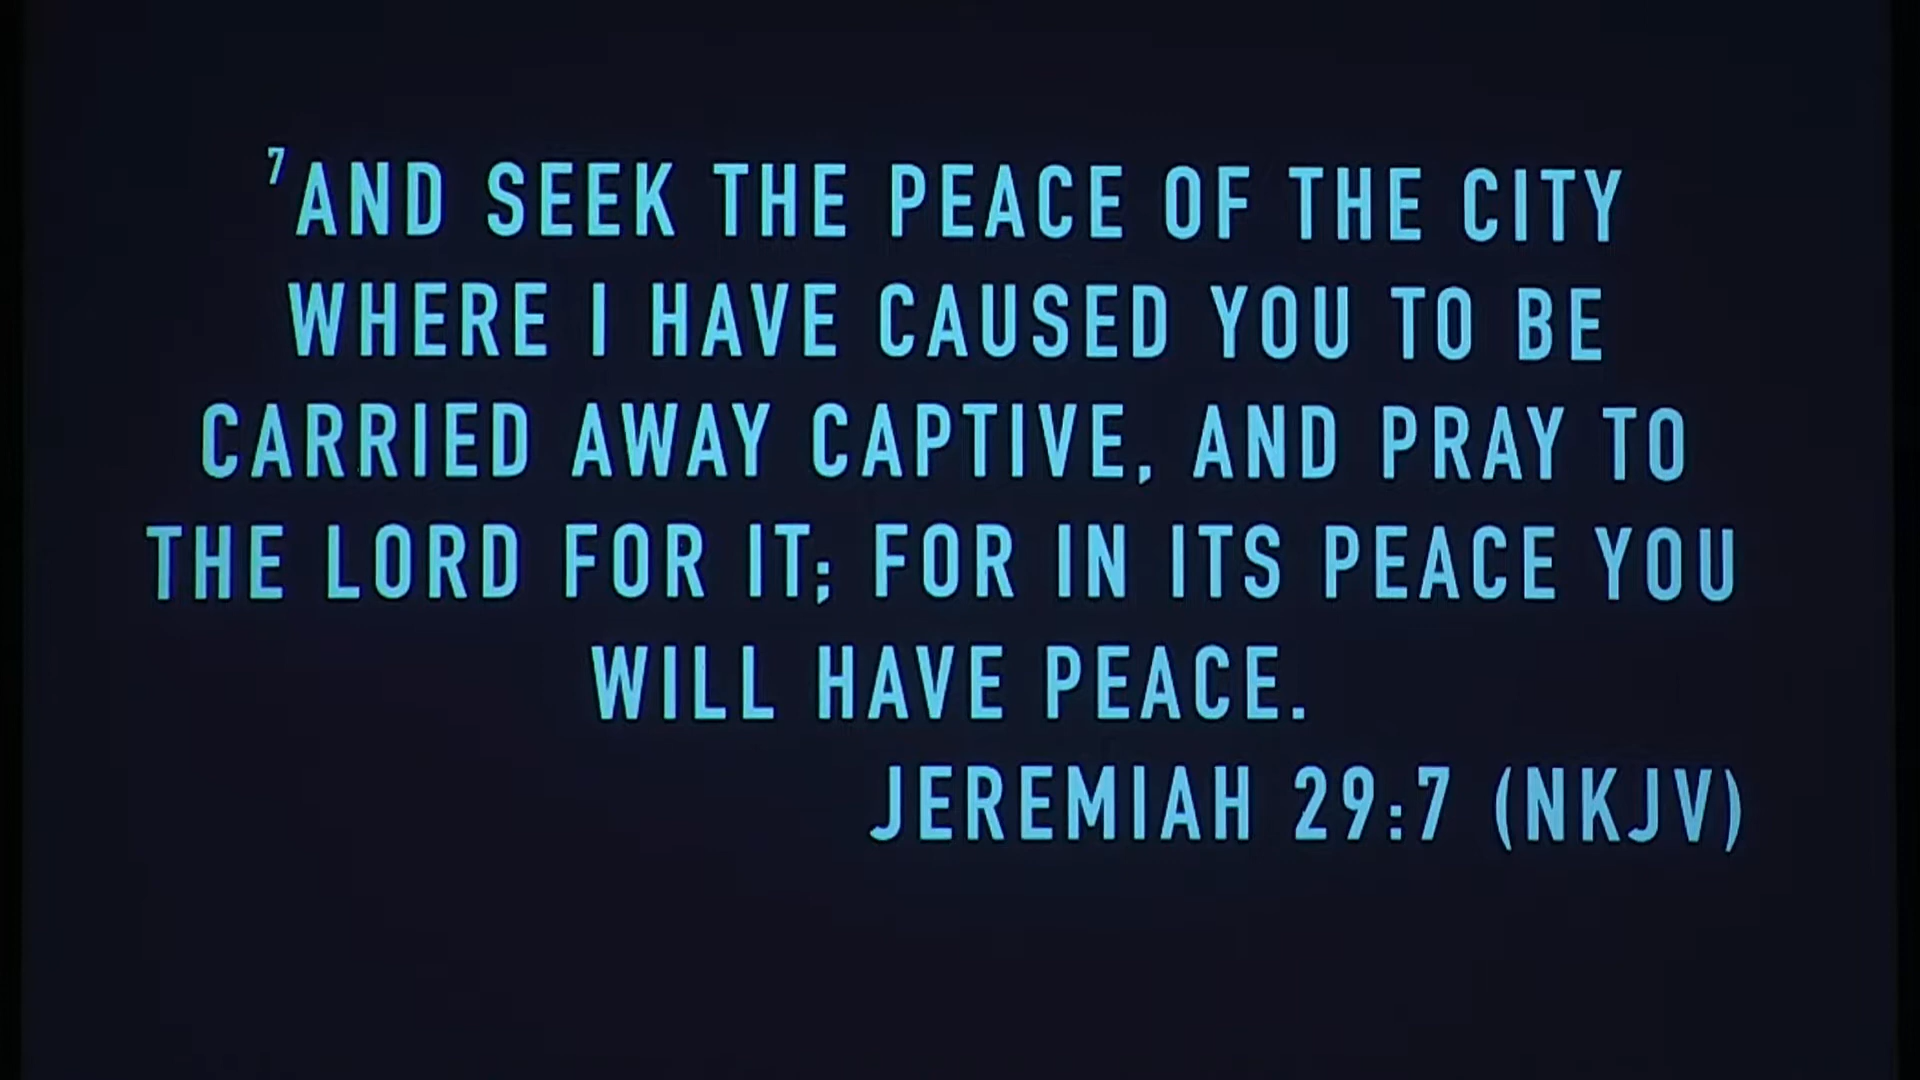 ⁷AND SEEK THE PEACE OF THE CITY
WHERE I HAVE CAUSED YOU TO BE
CARRIED AWAY CAPTIVE, AND PRAY TO
THE LORD FOR IT; FOR IN ITS PEACE YOU
WILL HAVE PEACE.
JEREMIAH 29:7 (NKJV)